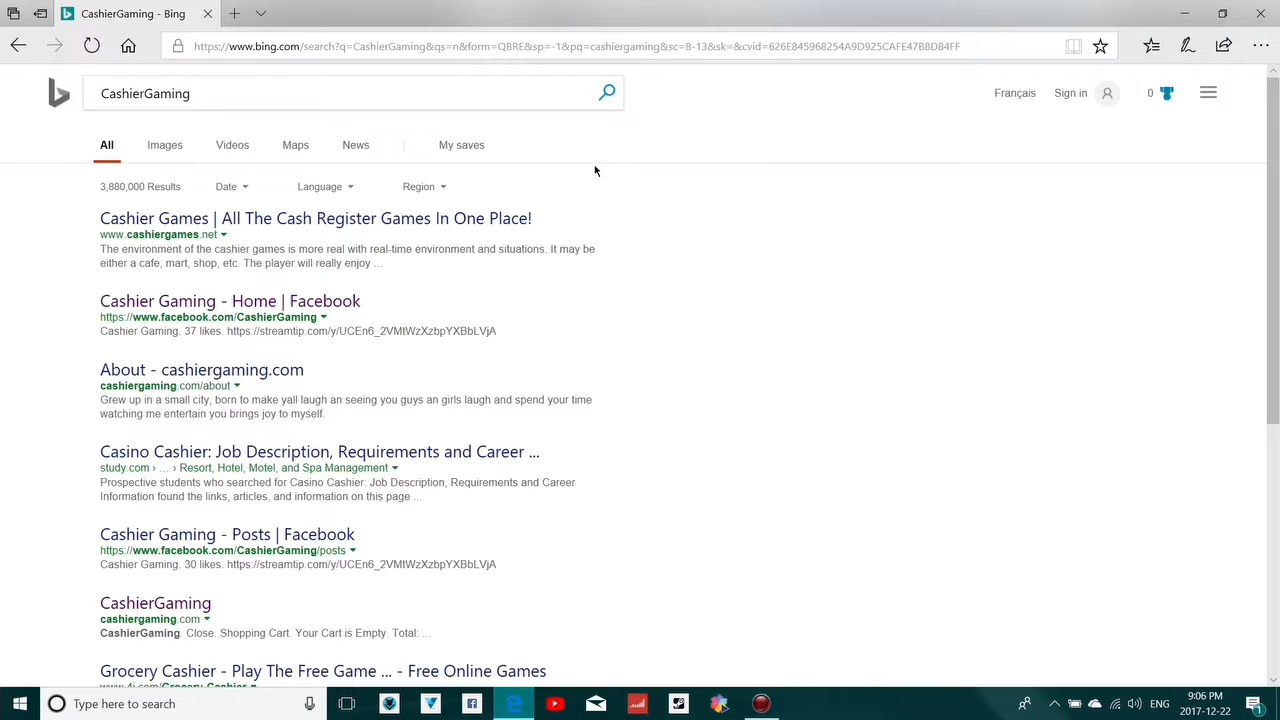 CashierGaming - Bing
https://www.bing.com/search?q=CashierGaming&qs=n&form=QBRE&sp=-1&pq=cashiergaming&sc=8-13&sk=&cvid=626E845968254A9D925CAFE47B8D84FF
CashierGaming
Français Sign in 0
All Images Videos Maps News My saves
3,880,000 Results Date Language Region
Cashier Games | All The Cash Register Games In One Place!
www.cashiergames.net
The environment of the cashier games is more real with real-time environment and situations. It may be
either a cafe, mart, shop, etc. The player will really enjoy ...
Cashier Gaming - Home | Facebook
https://www.facebook.com/CashierGaming
Cashier Gaming. 37 likes. https://streamtip.com/y/UCEn6_2VMtWzXzbpYXBbLVjA
About - cashiergaming.com
cashiergaming.com/about
Grew up in a small city, born to make yall laugh an seeing you guys an girls laugh and spend your time
watching me entertain you brings joy to myself.
Casino Cashier: Job Description, Requirements and Career ...
study.com › ... › Resort, Hotel, Motel, and Spa Management
Prospective students who searched for Casino Cashier: Job Description, Requirements and Career
Information found the links, articles, and information on this page ...
Cashier Gaming - Posts | Facebook
https://www.facebook.com/CashierGaming/posts
Cashier Gaming. 30 likes. https://streamtip.com/y/UCEn6_2VMtWzXzbpYXBbLVjA
CashierGaming
cashiergaming.com
CashierGaming. Close. Shopping Cart. Your Cart is Empty. Total: ...
Grocery Cashier - Play The Free Game ... - Free Online Games
www.4j.com/Grocery-Cashier
Type here to search
ENG
9:06 PM
2017-12-22
1